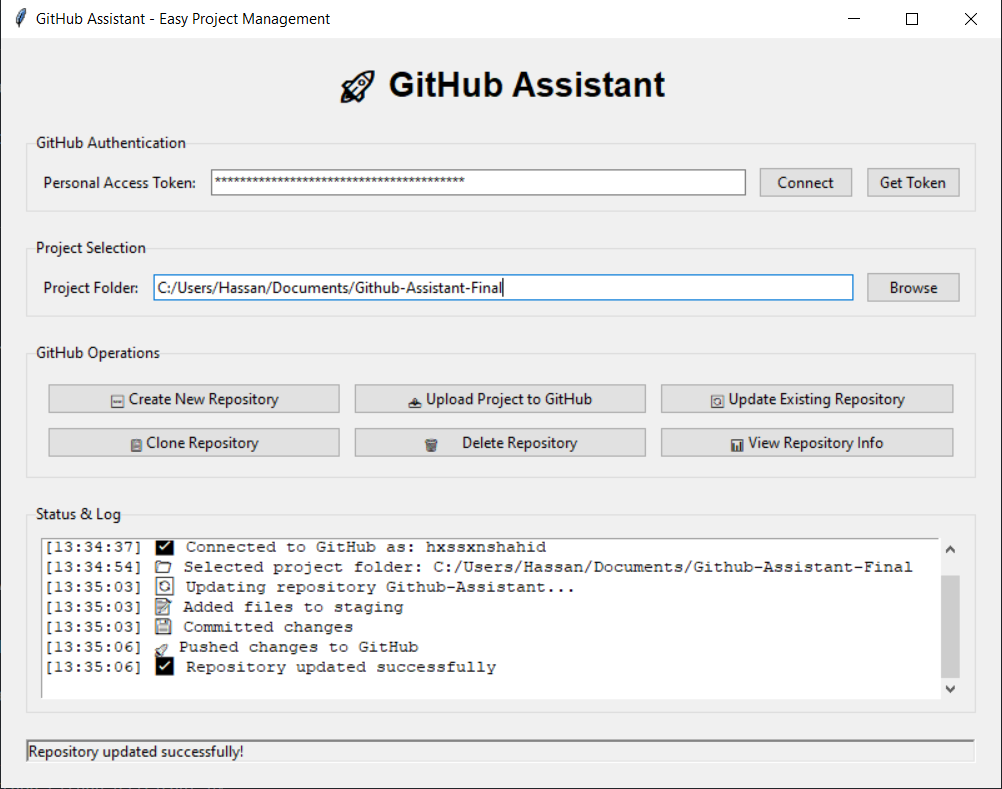 GitHub Assistant - Easy Project Management
🚀 GitHub Assistant
GitHub Authentication
Personal Access Token: **************************************** Connect Get Token
Project Selection
Project Folder: C:/Users/Hassan/Documents/Github-Assistant-Final Browse
GitHub Operations
Create New Repository Upload Project to GitHub Update Existing Repository
Clone Repository Delete Repository View Repository Info
Status & Log
[13:34:37] ✅ Connected to GitHub as: hxssxnshahid
[13:34:54] 📁 Selected project folder: C:/Users/Hassan/Documents/Github-Assistant-Final
[13:35:03] 🔄 Updating repository Github-Assistant...
[13:35:03] 📝 Added files to staging
[13:35:03] 💾 Committed changes
[13:35:06] 🚀 Pushed changes to GitHub
[13:35:06] ✅ Repository updated successfully
Repository updated successfully!